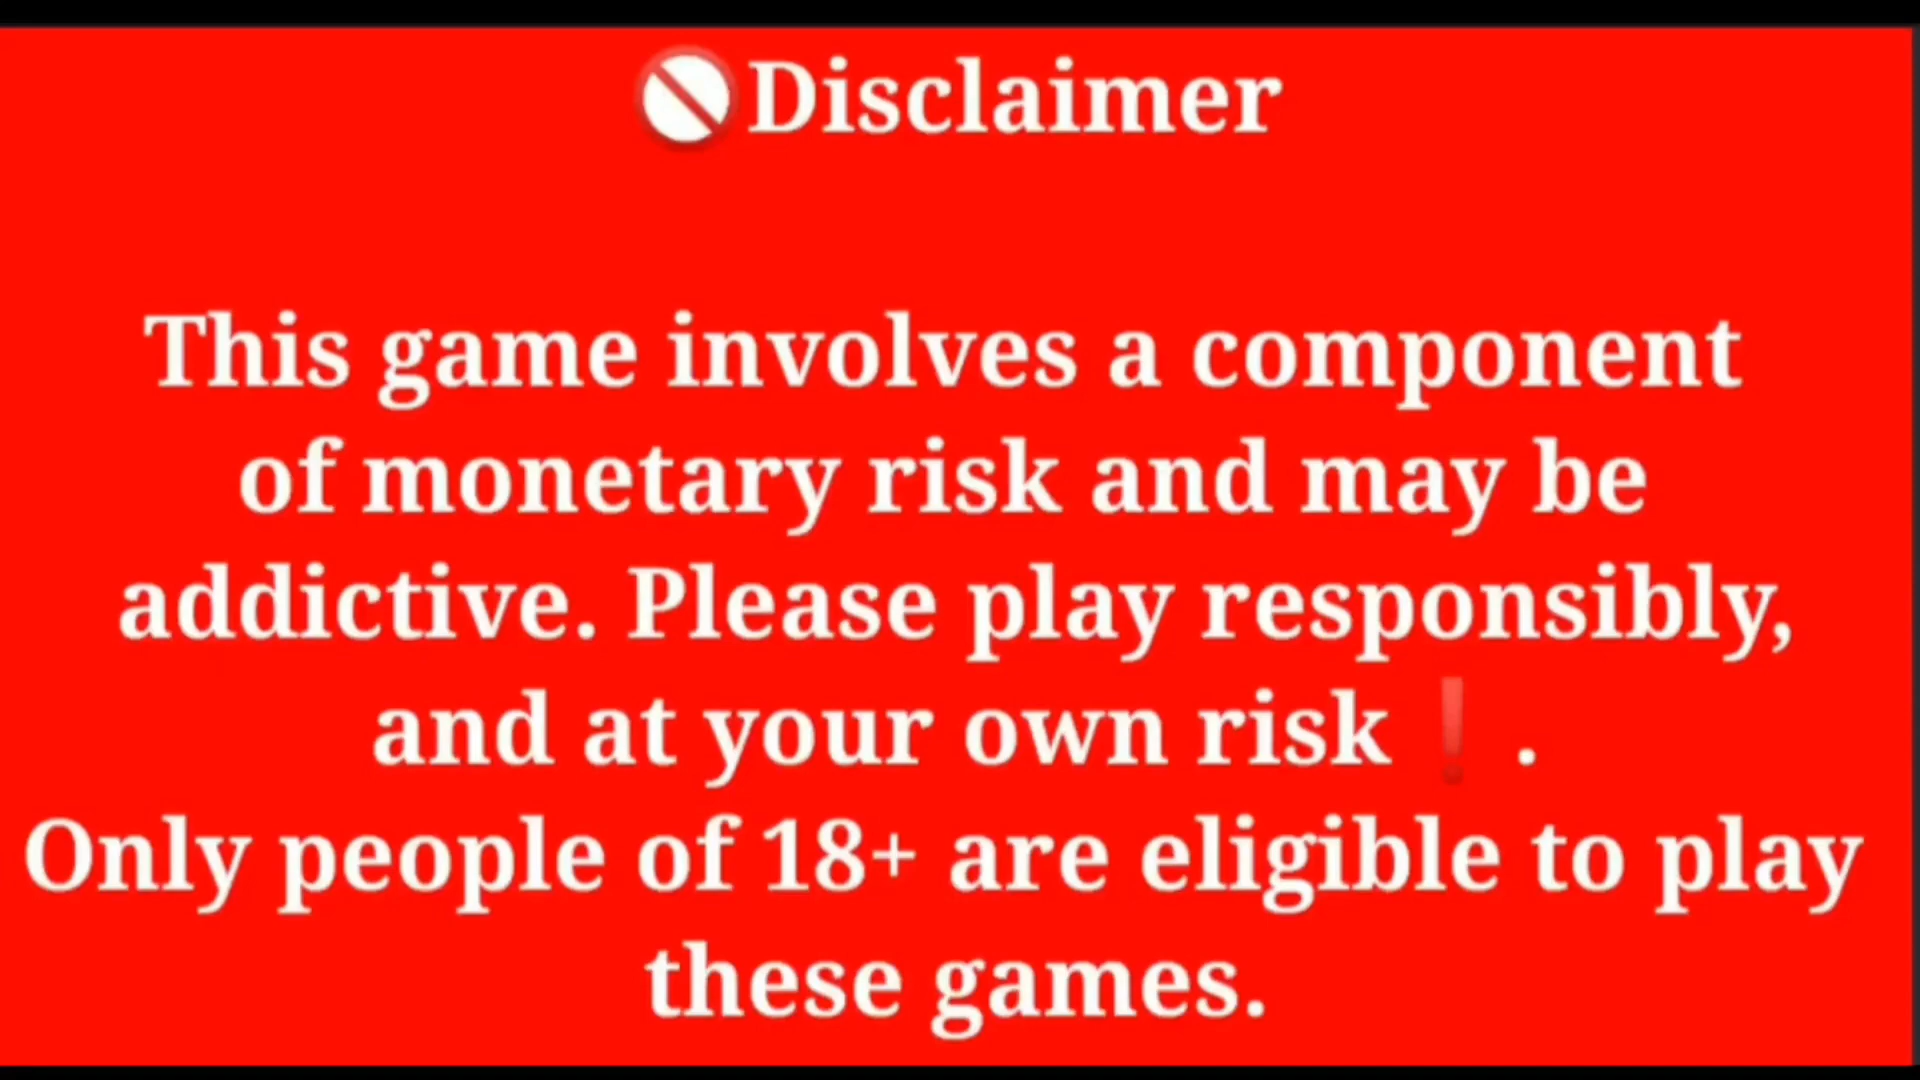 🚫Disclaimer
This game involves a component
of monetary risk and may be
addictive. Please play responsibly,
and at your own risk❗.
Only people of 18+ are eligible to play
these games.